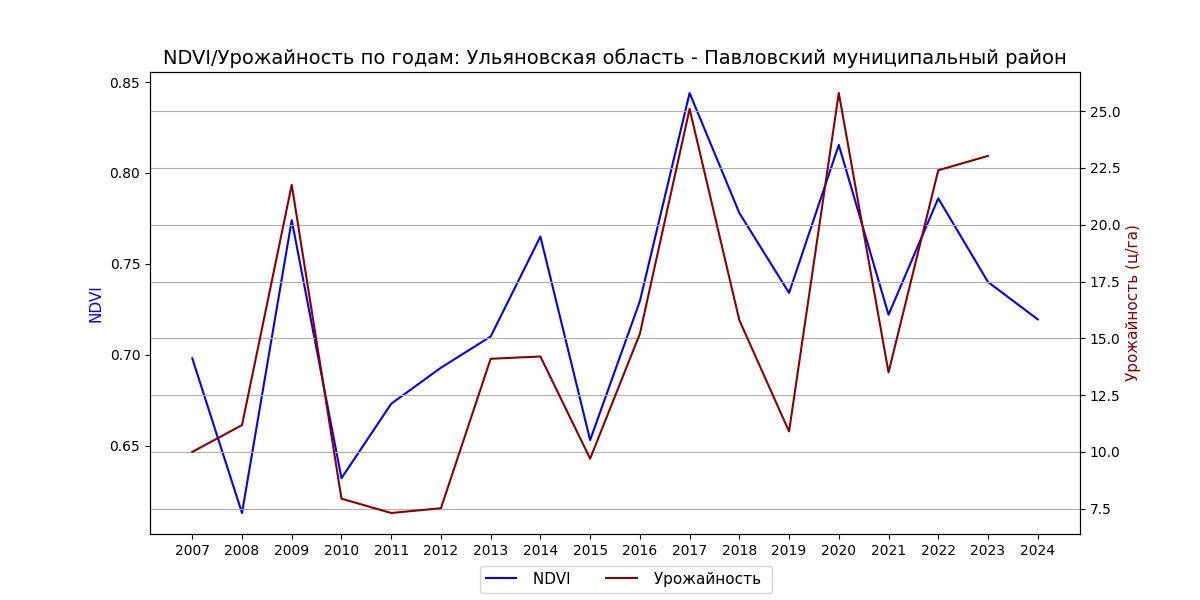 NDVI/Урожайность по годам: Ульяновская область - Павловский муниципальный район
0.85
0.80
0.75
0.70
0.65
NDVI
25.0
22.5
20.0
17.5
15.0
12.5
10.0
7.5
Урожайность (ц/га)
2007 2008 2009 2010 2011 2012 2013 2014 2015 2016 2017 2018 2019 2020 2021 2022 2023 2024
NDVI Урожайность